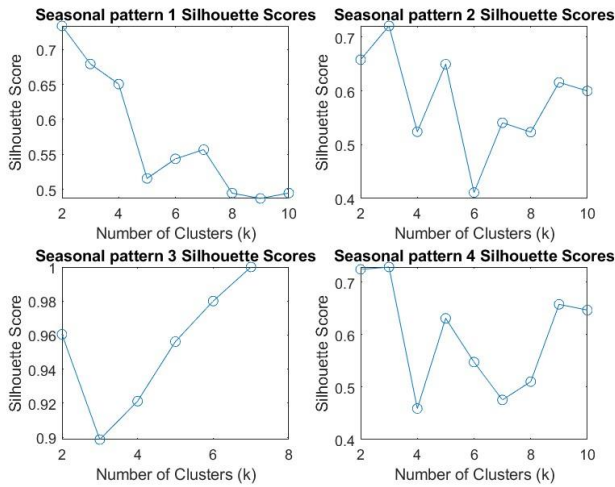 Seasonal pattern 1 Silhouette Scores
0.7
0.65
0.6
0.55
0.5
Silhouette Score
2 4 6 8 10
Number of Clusters (k)
Seasonal pattern 2 Silhouette Scores
0.7
0.6
0.5
0.4
Silhouette Score
2 4 6 8 10
Number of Clusters (k)
Seasonal pattern 3 Silhouette Scores
1
0.98
0.96
0.94
0.92
0.9
Silhouette Score
2 3 4 5 6 7 8
Number of Clusters (k)
Seasonal pattern 4 Silhouette Scores
0.7
0.6
0.5
0.4
Silhouette Score
2 4 6 8 10
Number of Clusters (k)